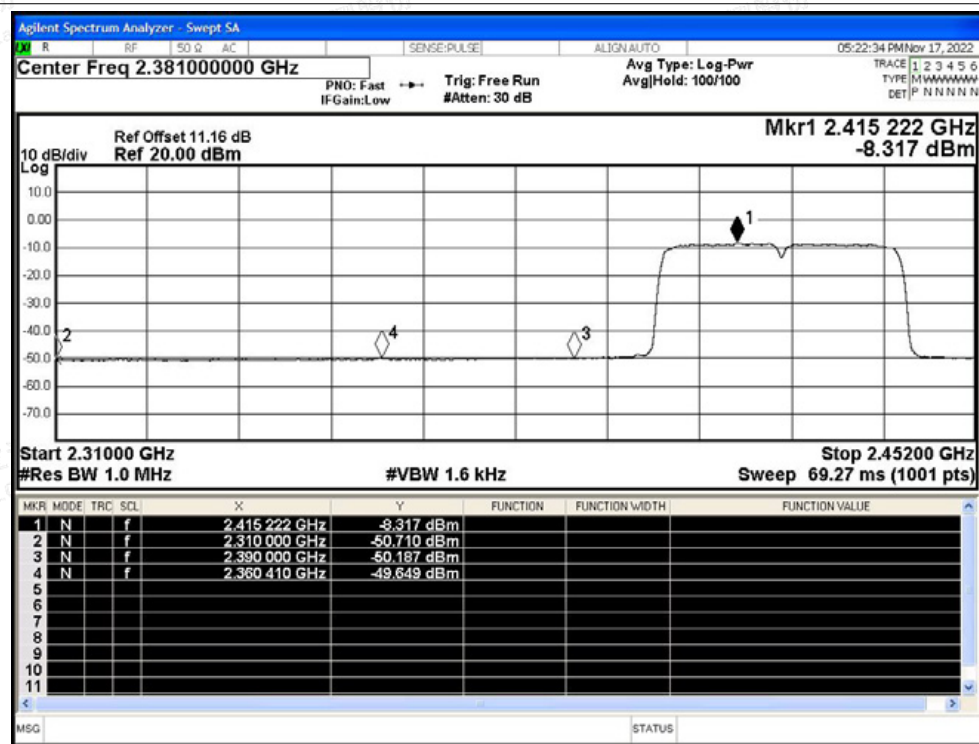 Agilent Spectrum Analyzer - Swept SA
LXI R RF 50 Ω AC SENSE:PULSE ALIGN AUTO 05:22:34 PM Nov 17, 2022
Center Freq 2.381000000 GHz
PNO: Fast
IFGain:Low
Trig: Free Run
#Atten: 30 dB
Avg Type: Log-Pwr
Avg|Hold: 100/100
TRACE 1 2 3 4 5 6
TYPE M W W W W W
DET P N N N N N
Ref Offset 11.16 dB
10 dB/div Ref 20.00 dBm
Log
Mkr1 2.415 222 GHz
-8.317 dBm
10.0
0.00
-10.0
-20.0
-30.0
-40.0
-50.0
-60.0
-70.0
1
2
4
3
Start 2.31000 GHz Stop 2.45200 GHz
#Res BW 1.0 MHz #VBW 1.6 kHz Sweep 69.27 ms (1001 pts)
MKR MODE TRC SCL X Y FUNCTION FUNCTION WIDTH FUNCTION VALUE
1 N f 2.415 222 GHz -8.317 dBm
2 N f 2.310 000 GHz -50.710 dBm
3 N f 2.390 000 GHz -50.187 dBm
4 N f 2.360 410 GHz -49.649 dBm
5
6
7
8
9
10
11
MSG STATUS